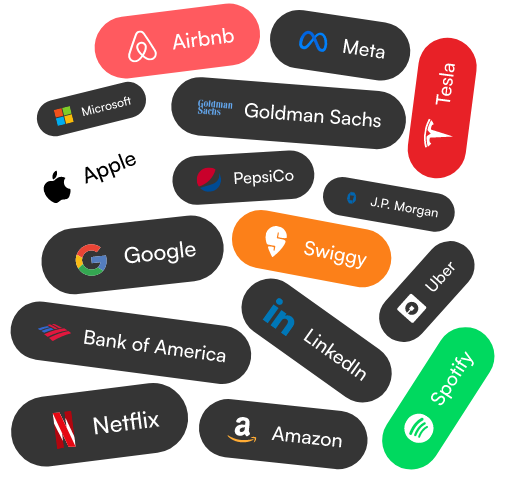 Airbnb
Meta
Tesla
Microsoft
Goldman
Sachs
Goldman Sachs
Apple
PepsiCo
J.P. Morgan
Google
Swiggy
Uber
Bank of America
in
LinkedIn
Spotify
Netflix
a
Amazon